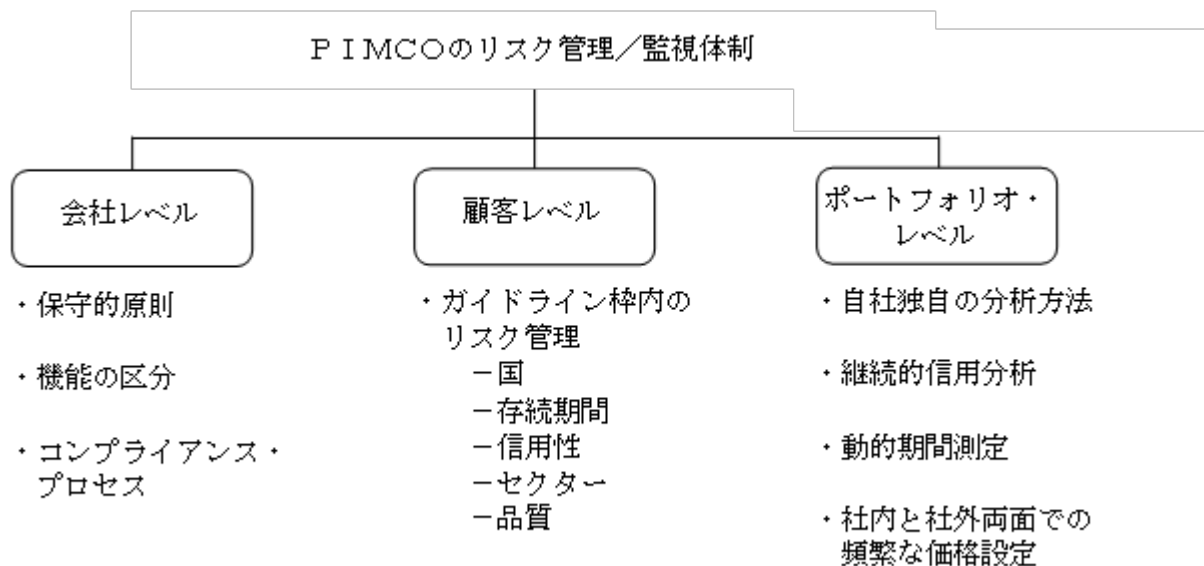 ＰＩＭＣＯのリスク管理／監視体制
会社レベル
・保守的原則
・機能の区分
・コンプライアンス・
プロセス
顧客レベル
・ガイドライン枠内の
リスク管理
－国
－存続期間
－信用性
－セクター
－品質
ポートフォリオ・
レベル
・自社独自の分析方法
・継続的信用分析
・動的期間測定
・社内と社外両面での
頻繁な価格設定